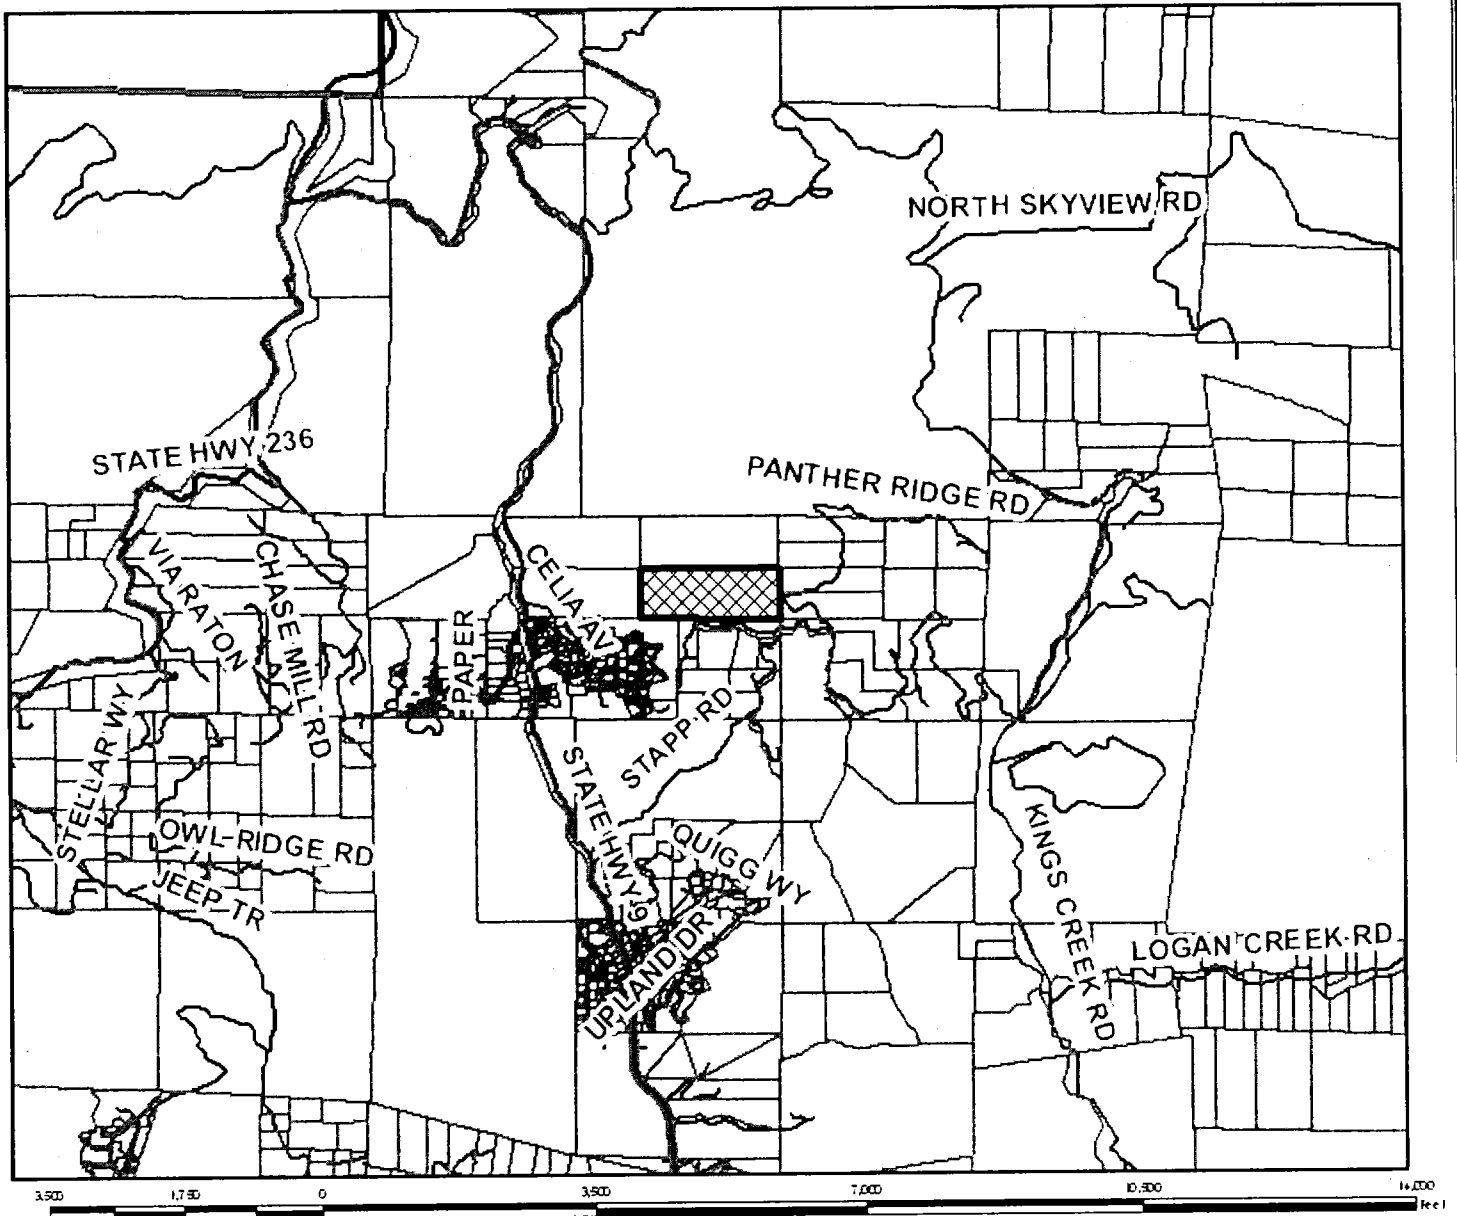 NORTH SKYVIEW RD
STATE HWY 236
PANTHER RIDGE RD
VIA RATON
CHASE MILL RD
CELIA AV
PAPER
STELLAR WY
STAPP RD
STATE HWY 9
OWL RIDGE RD
JEEP TR
QUIGG WY
UPLAND DR
KINGS CREEK RD
LOGAN CREEK RD
3,500 1,750 0 3,500 7,000 10,500 14,000
Feet